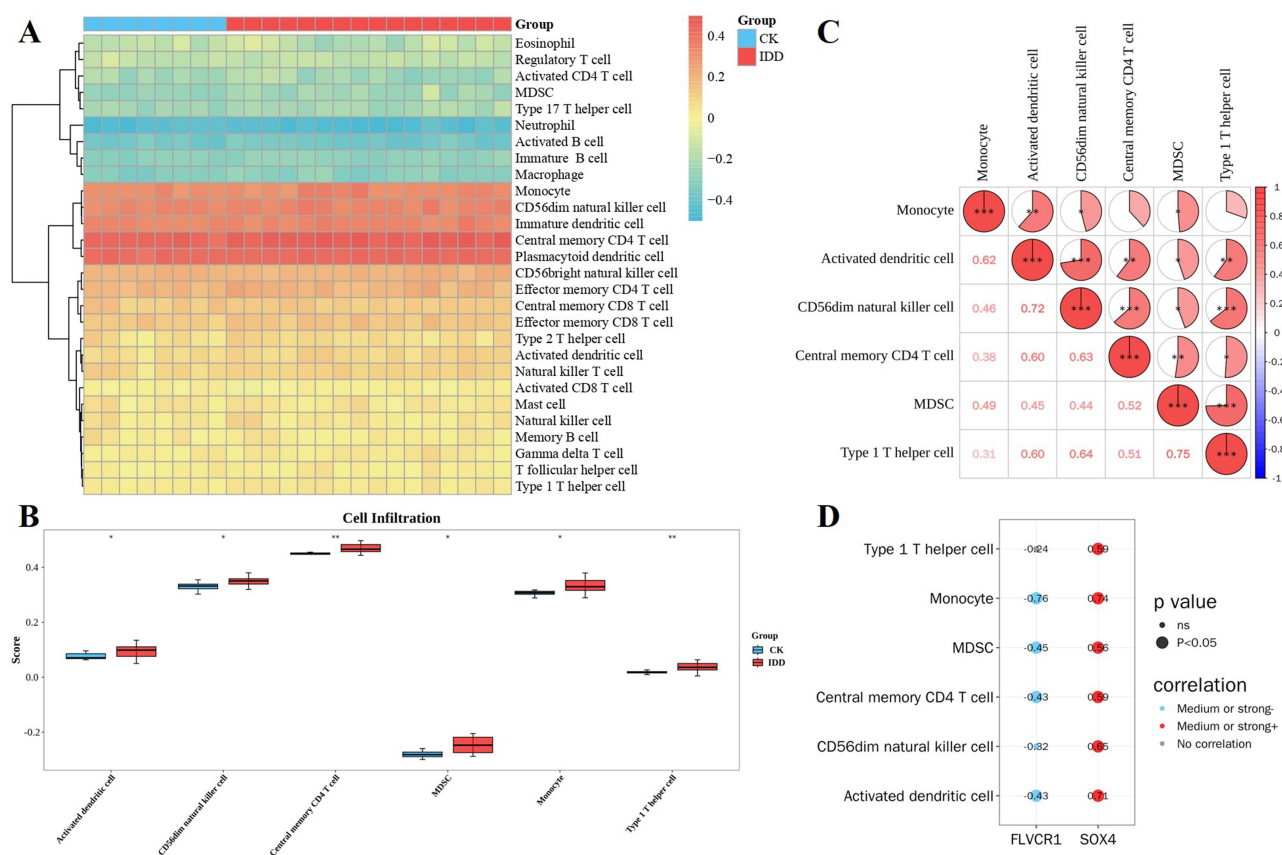 A
Group
Eosinophil
Regulatory T cell
Activated CD4 T cell
MDSC
Type 17 T helper cell
Neutrophil
Activated B cell
Immature B cell
Macrophage
Monocyte
CD56dim natural killer cell
Immature dendritic cell
Central memory CD4 T cell
Plasmacytoid dendritic cell
CD56bright natural killer cell
Effector memory CD4 T cell
Central memory CD8 T cell
Effector memory CD8 T cell
Type 2 T helper cell
Activated dendritic cell
Natural killer T cell
Activated CD8 T cell
Mast cell
Natural killer cell
Memory B cell
Gamma delta T cell
T follicular helper cell
Type 1 T helper cell
0.4
0.2
0
−0.2
−0.4
Group
CK
IDD
B
Cell Infiltration
* * ** * * **
Score
0.4
0.2
0.0
-0.2
Activated dendritic cell
CD56dim natural killer cell
Central memory CD4 T cell
MDSC
Monocyte
Type 1 T helper cell
Group
CK
IDD
C
Monocyte
Activated dendritic cell
CD56dim natural killer cell
Central memory CD4 T cell
MDSC
Type 1 T helper cell
Monocyte *** ** * *
Activated dendritic cell 0.62 *** *** ** * **
CD56dim natural killer cell 0.46 0.72 *** *** * ***
Central memory CD4 T cell 0.38 0.60 0.63 *** ** *
MDSC 0.49 0.45 0.44 0.52 *** ***
Type 1 T helper cell 0.31 0.60 0.64 0.51 0.75 ***
1
0.8
0.6
0.4
0.2
0
-0.2
-0.4
-0.6
-0.8
-1
D
Type 1 T helper cell -0.24 0.59
Monocyte -0.76 0.74
MDSC -0.45 0.56
Central memory CD4 T cell -0.43 0.59
CD56dim natural killer cell -0.32 0.65
Activated dendritic cell -0.43 0.71
FLVCR1 SOX4
p value
ns
P<0.05
correlation
Medium or strong-
Medium or strong+
No correlation